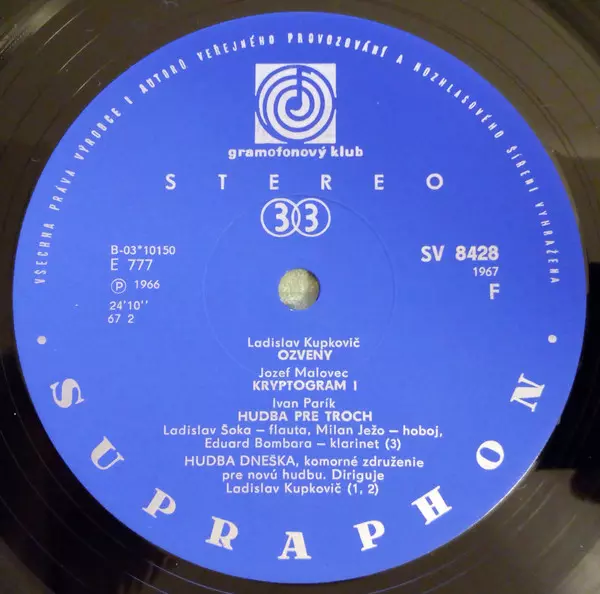 VŠECHNA PRÁVA VÝROBCE I AUTORŮ VEŘEJNÉHO PROVOZOVÁNÍ A ROZHLASOVÉHO ŠÍŘENÍ VYHRAŽENA
gramofonový klub
STEREO
33
B-03*10150
E 777
Ⓟ 1966
24'10''
67 2
SV 8428
1967
F
Ladislav Kupkovič
OZVENY
Jozef Malovec
KRYPTOGRAM I
Ivan Parík
HUDBA PRE TROCH
Ladislav Šoka – flauta, Milan Ježo – hoboj,
Eduard Bombara – klarinet (3)
HUDBA DNEŠKA, komorné združenie
pre novú hudbu. Diriguje
Ladislav Kupkovič (1, 2)
SUPRAPHON